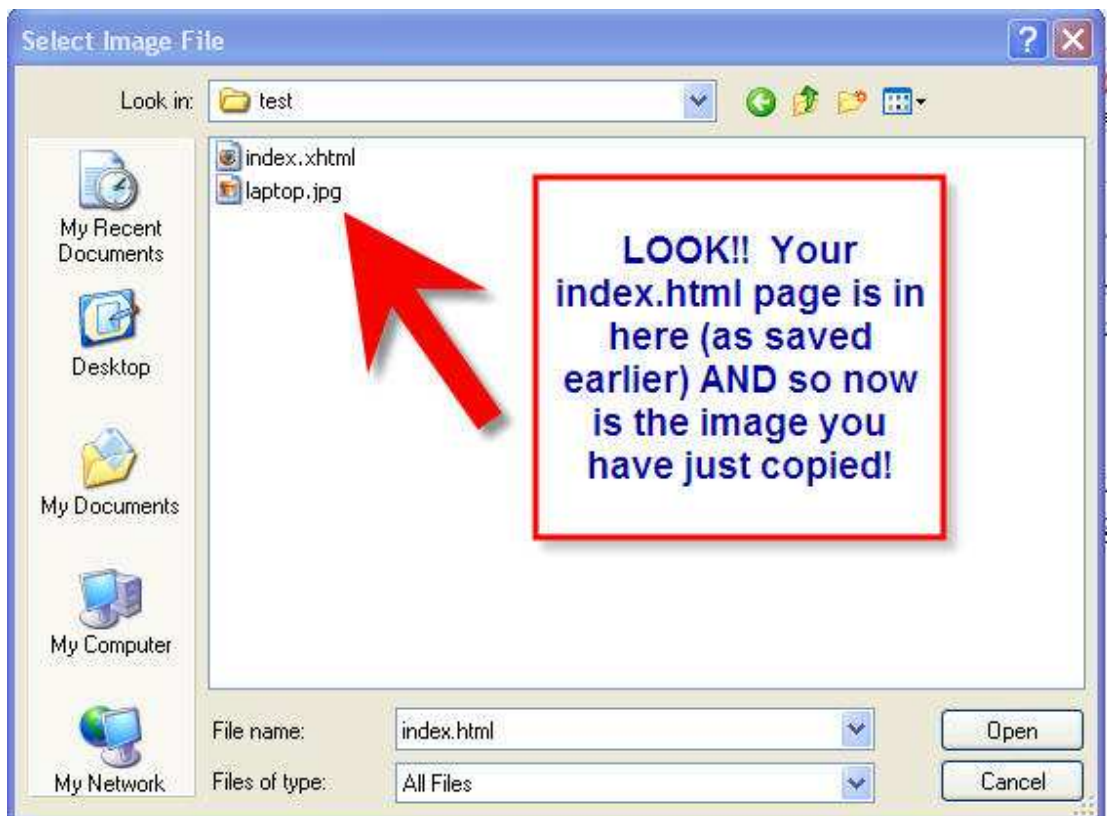 Select Image File
Look in:
test
index.xhtml
laptop.jpg
My Recent
Documents
Desktop
My Documents
My Computer
My Network
LOOK!! Your
index.html page is in
here (as saved
earlier) AND so now
is the image you
have just copied!
File name:
index.html
Open
Files of type:
All Files
Cancel